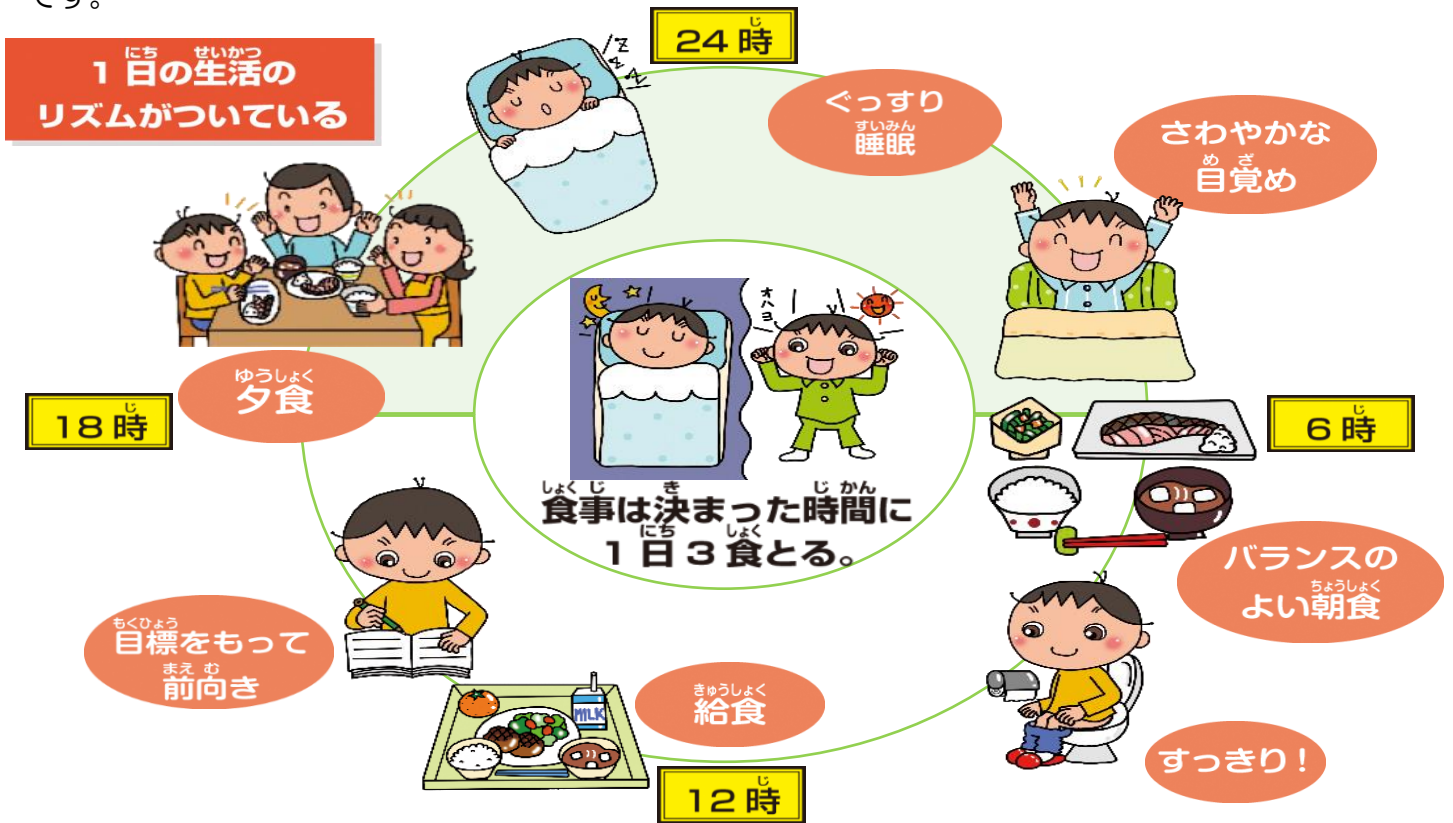 です。
1日の生活の
リズムがついている
24時
ぐっすり
睡眠
さわやかな
目覚め
6時
バランスの
よい朝食
すっきり!
12時
給食
MILK
目標をもって
前向き
18時
夕食
オハヨ
食事は決まった時間に
1日3食とる。